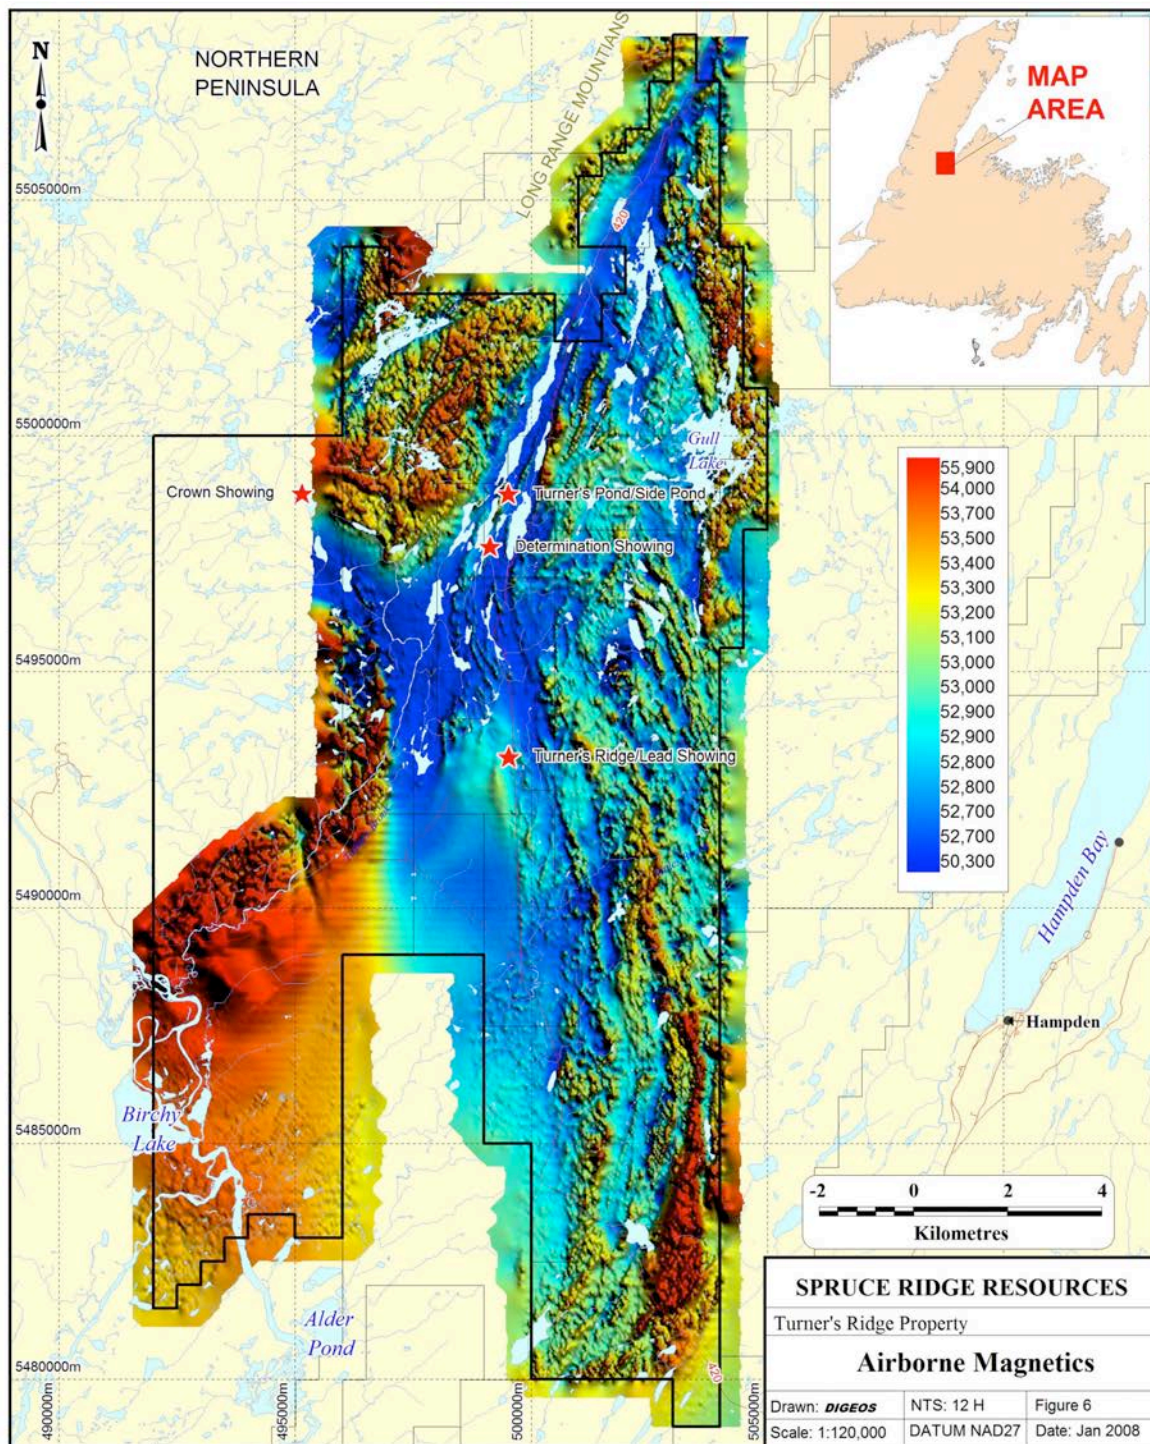 N
NORTHERN
PENINSULA
LONG RANGE MOUNTIANS
MAP
AREA
5505000m
420
5500000m
Gull
Lake
Crown Showing
Turner's Pond/Side Pond
Determination Showing
55,900
54,000
53,700
53,500
53,400
53,300
53,200
53,100
53,000
53,000
52,900
52,900
52,800
52,700
52,700
50,300
5495000m
Turner's Ridge/Lead Showing
Hampden Bay
5490000m
Hampden
Birchy
Lake
5485000m
-2 0 2 4
Kilometres
Alder
Pond
5480000m
420
490000m
495000m
500000m
505000m
SPRUCE RIDGE RESOURCES
Turner's Ridge Property
Airborne Magnetics
Drawn: DIGEOS NTS: 12 H Figure 6
Scale: 1:120,000 DATUM NAD27 Date: Jan 2008